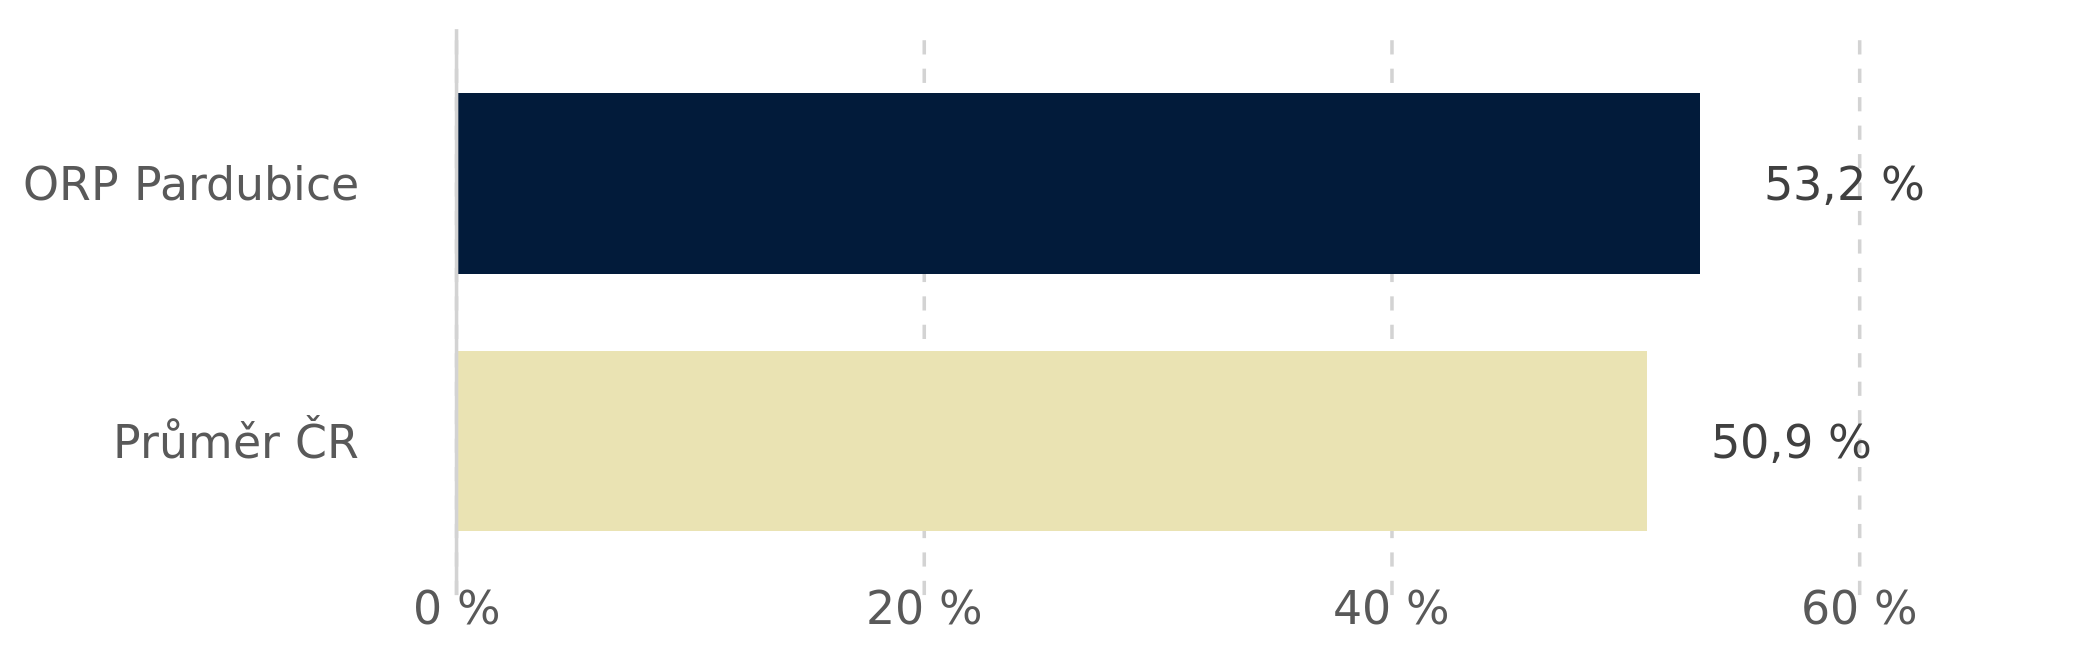 ORP Pardubice
53,2 %
Průměr ČR
50,9 %
0 % 20 % 40 % 60 %